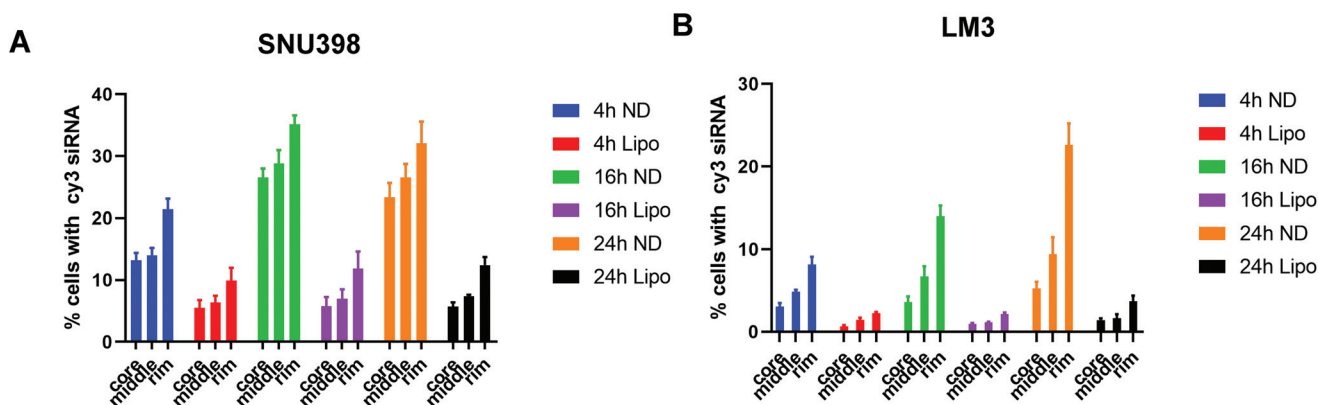 A
SNU398
% cells with cy3 siRNA
40
30
20
10
0
core
middle
rim
core
middle
rim
core
middle
rim
core
middle
rim
core
middle
rim
core
middle
rim
4h ND
4h Lipo
16h ND
16h Lipo
24h ND
24h Lipo
B
LM3
% cells with cy3 siRNA
30
20
10
0
core
middle
rim
core
middle
rim
core
middle
rim
core
middle
rim
core
middle
rim
core
middle
rim
4h ND
4h Lipo
16h ND
16h Lipo
24h ND
24h Lipo